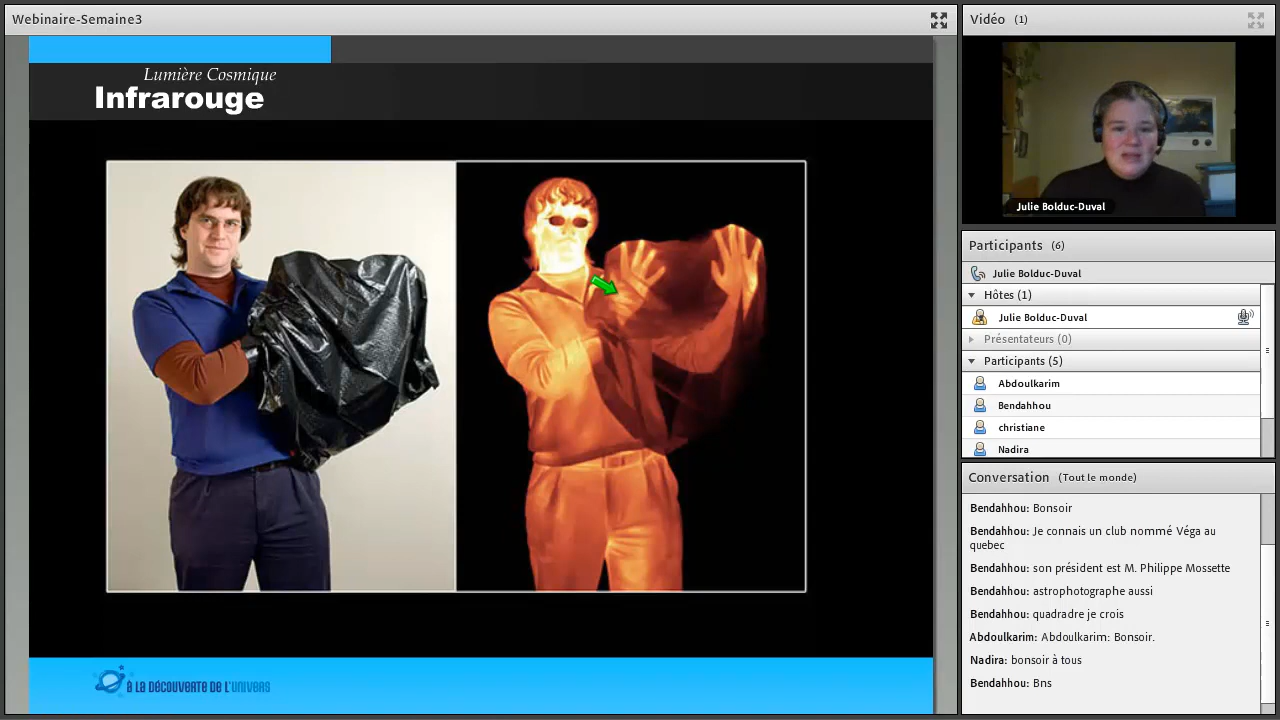 Webinaire-Semaine3
Lumière Cosmique
Infrarouge
À LA DÉCOUVERTE DE L'UNIVERS
Vidéo (1)
Julie Bolduc-Duval
Participants (6)
Julie Bolduc-Duval
Hôtes (1)
Julie Bolduc-Duval
Présentateurs (0)
Participants (5)
Abdoulkarim
Bendahhou
christiane
Nadira
Conversation (Tout le monde)
Bendahhou: Bonsoir
Bendahhou: Je connais un club nommé Véga au
quebec
Bendahhou: son président est M. Philippe Mossette
Bendahhou: astrophotographe aussi
Bendahhou: quadradre je crois
Abdoulkarim: Abdoulkarim: Bonsoir.
Nadira: bonsoir à tous
Bendahhou: Bns